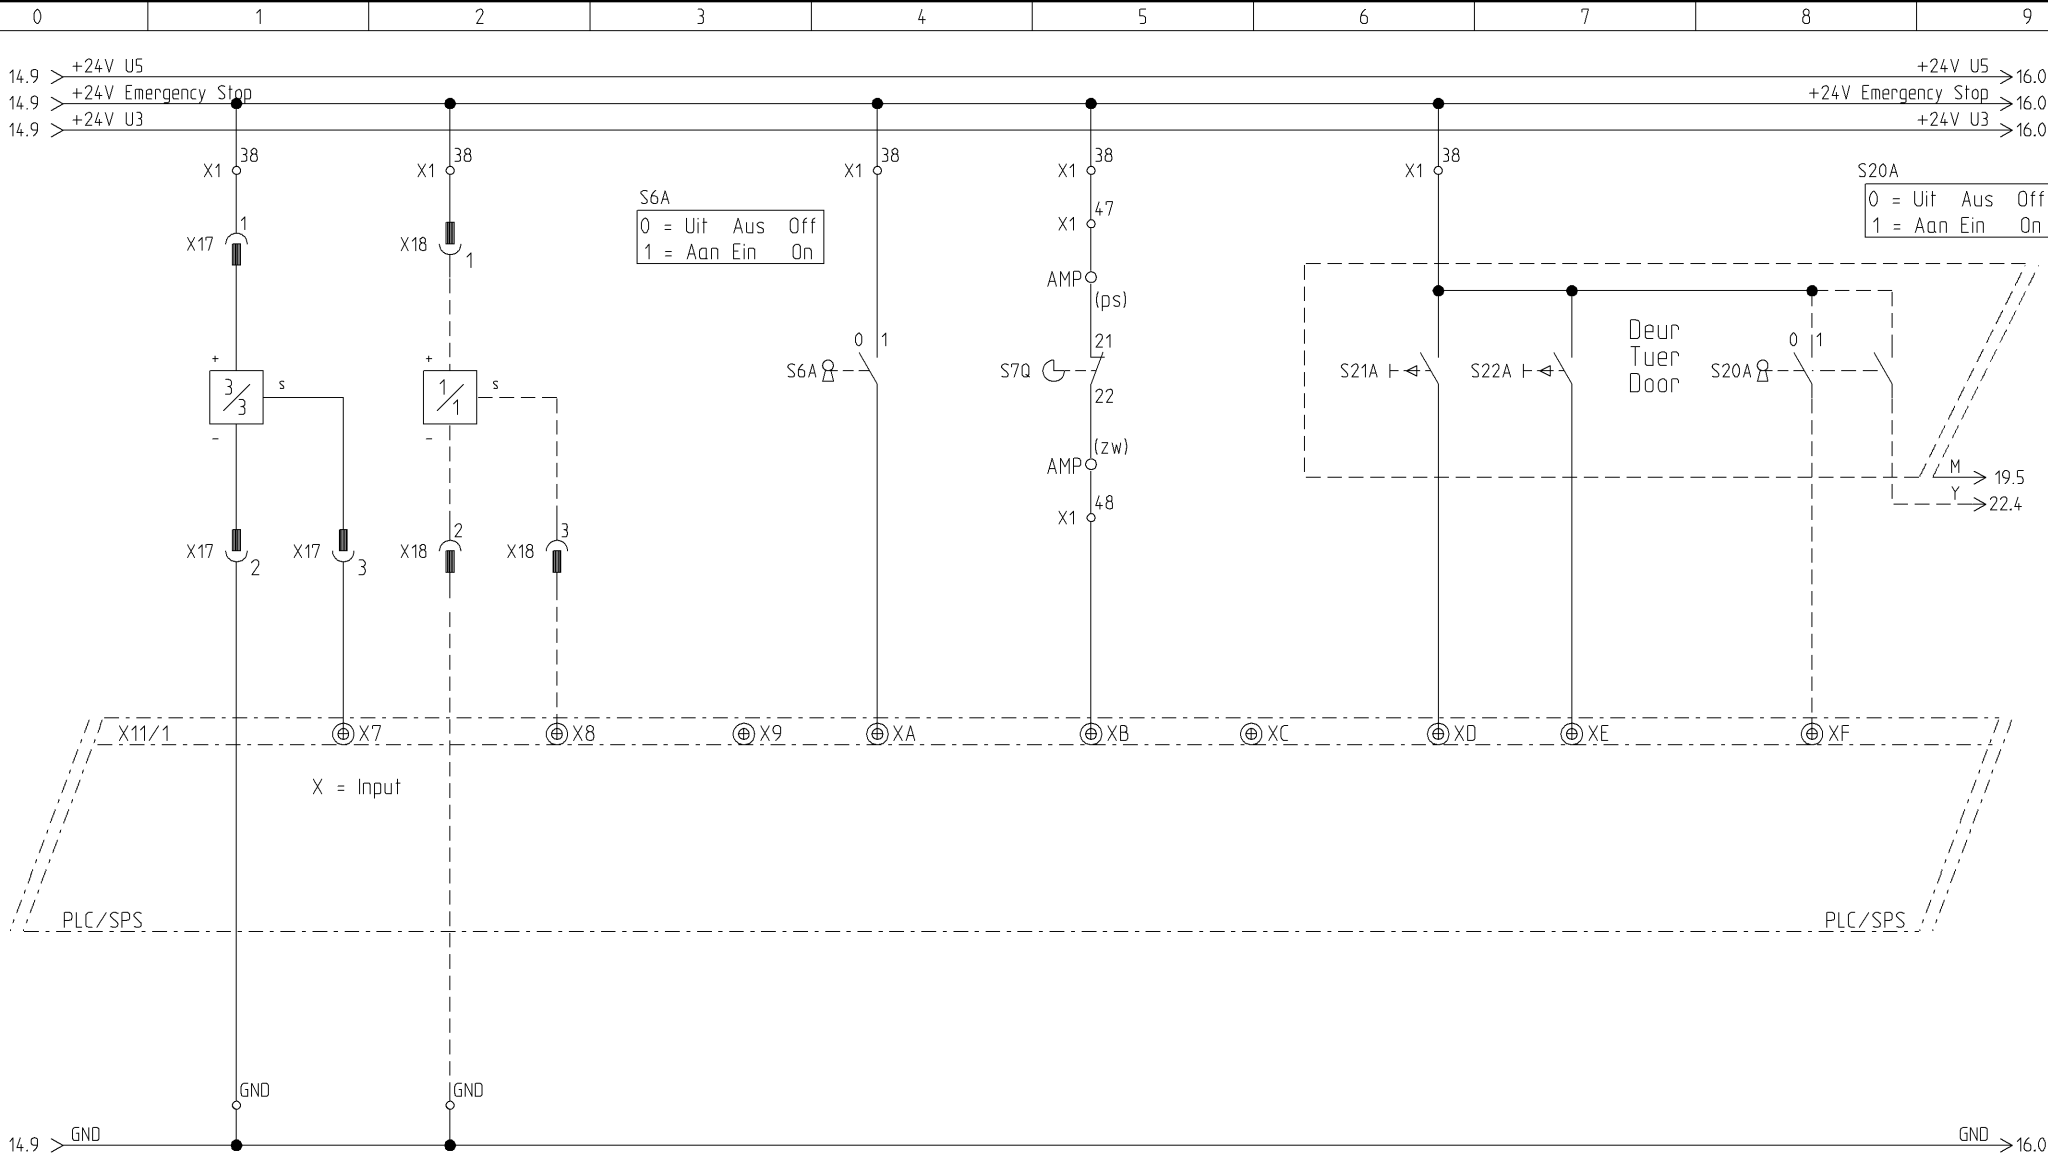 0 1 2 3 4 5 6 7 8 9
14.9 +24V U5 +24V U5 16.0
14.9 +24V Emergency Stop +24V Emergency Stop 16.0
14.9 +24V U3 +24V U3 16.0
38 38 38 38 38
X1 X1 X1 X1 X1
S6A
0 = Uit Aus Off
1 = Aan Ein On
S20A
0 = Uit Aus Off
1 = Aan Ein On
1
X17
X18
1
47
X1
AMP
(ps)
21
22
(zw)
AMP
48
X1
+ 3/3 s -
+ 1/1 s -
0 1
S6A
S7Q
S21A
S22A
Deur
Tuer
Door
0 1
S20A
M 19.5
Y 22.4
X17 2
X17 3
X18 2
X18 3
X11/1 X7 X8 X9 XA XB XC XD XE XF
X = Input
PLC/SPS PLC/SPS
GND GND
14.9 GND GND 16.0